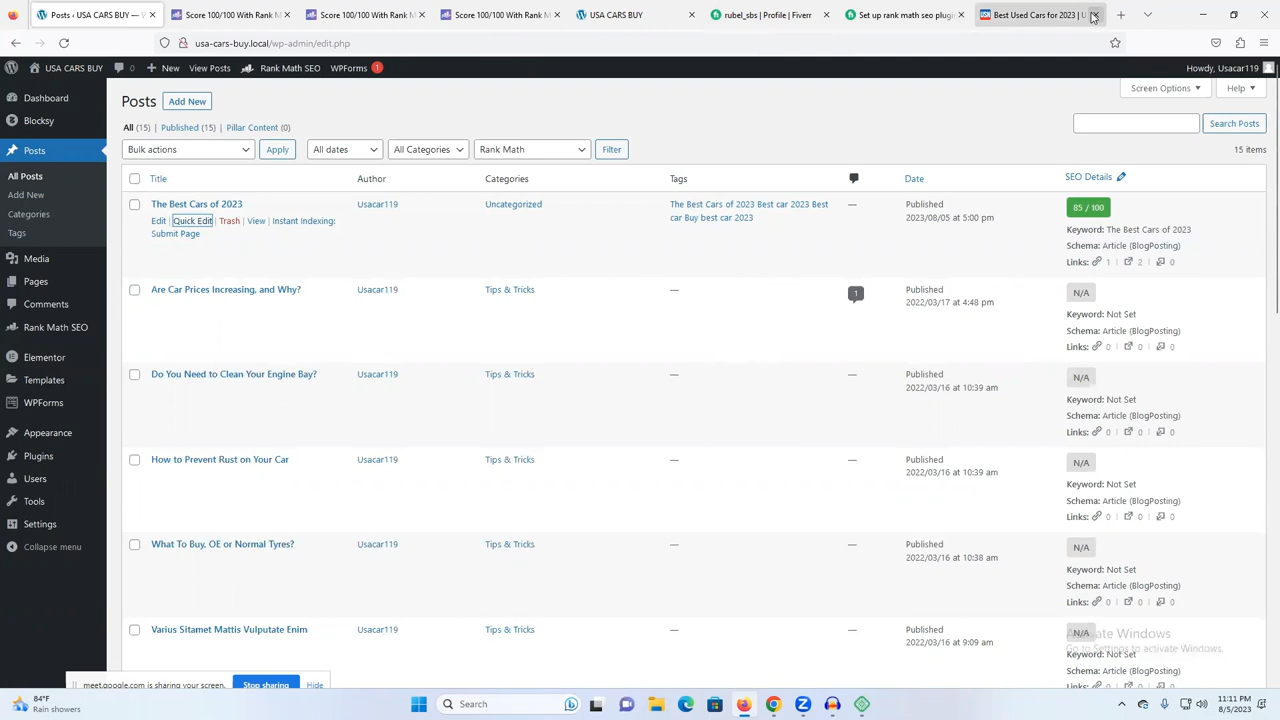 Posts ‹ USA CARS BUY — W
Score 100/100 with Rank M
Score 100/100 With Rank M
Score 100/100 with Rank M
USA CARS BUY
rubel_sbs | Profile | Fiverr
Set up rank math seo plugin
Best Used Cars for 2023 | U
usa-cars-buy.local/wp-admin/edit.php
USA CARS BUY 0 New View Posts Rank Math SEO WPForms 1 Howdy, Usacar119
Dashboard
Blocksy
Posts
All Posts
Add New
Categories
Tags
Media
Pages
Comments
Rank Math SEO
Elementor
Templates
WPForms
Appearance
Plugins
Users
Tools
Settings
Collapse menu
Screen Options Help
Posts Add New
All (15) | Published (15) | Pillar Content (0)
Search Posts
Bulk actions Apply All dates All Categories Rank Math Filter 15 items
Title Author Categories Tags Date SEO Details
The Best Cars of 2023 Usacar119 Uncategorized The Best Cars of 2023 Best car 2023 Best — Published 85 / 100
Edit | Quick Edit | Trash | View | Instant Indexing: car Buy best car 2023 2023/08/05 at 5:00 pm
Submit Page Keyword: The Best Cars of 2023
Schema: Article (BlogPosting)
Links: 1 | 2 | 0
Are Car Prices Increasing, and Why? Usacar119 Tips & Tricks — 1 Published N/A
2022/03/17 at 4:48 pm
Keyword: Not Set
Schema: Article (BlogPosting)
Links: 0 | 0 | 0
Do You Need to Clean Your Engine Bay? Usacar119 Tips & Tricks — — Published N/A
2022/03/16 at 10:39 am
Keyword: Not Set
Schema: Article (BlogPosting)
Links: 0 | 0 | 0
How to Prevent Rust on Your Car Usacar119 Tips & Tricks — — Published N/A
2022/03/16 at 10:39 am
Keyword: Not Set
Schema: Article (BlogPosting)
Links: 0 | 0 | 0
What To Buy, OE or Normal Tyres? Usacar119 Tips & Tricks — — Published N/A
2022/03/16 at 10:38 am
Keyword: Not Set
Schema: Article (BlogPosting)
Links: 0 | 0 | 0
Varius Sitamet Mattis Vulputate Enim Usacar119 Tips & Tricks — — Published N/A
2022/03/16 at 9:09 am
Keyword: Not Set
Schema: Article (BlogPosting)
Links: 0 | 0 | 0
Activate Windows
Go to Settings to activate Windows.
meet.google.com is sharing your screen. Stop sharing Hide
84°F
Rain showers
Search
11:11 PM
8/5/2023